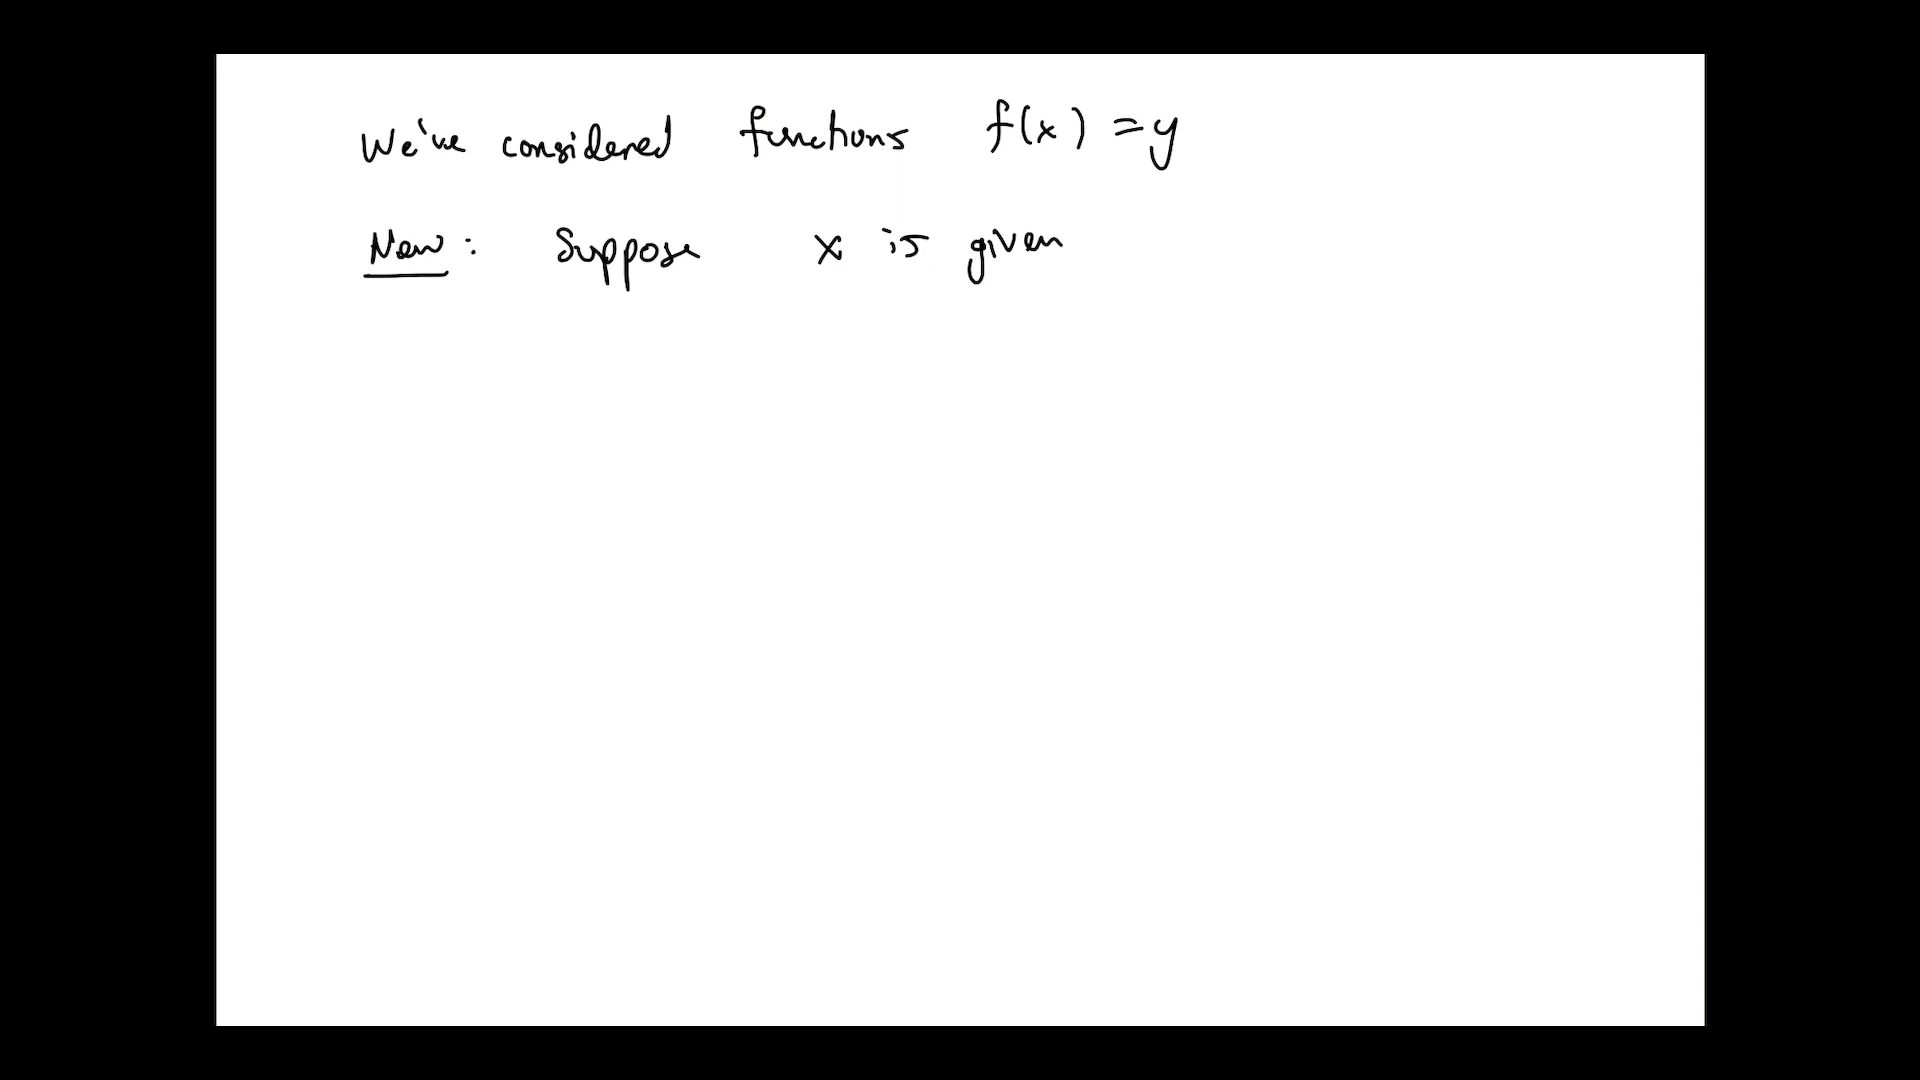 We've considered functions f(x) = y
New: Suppose x is given